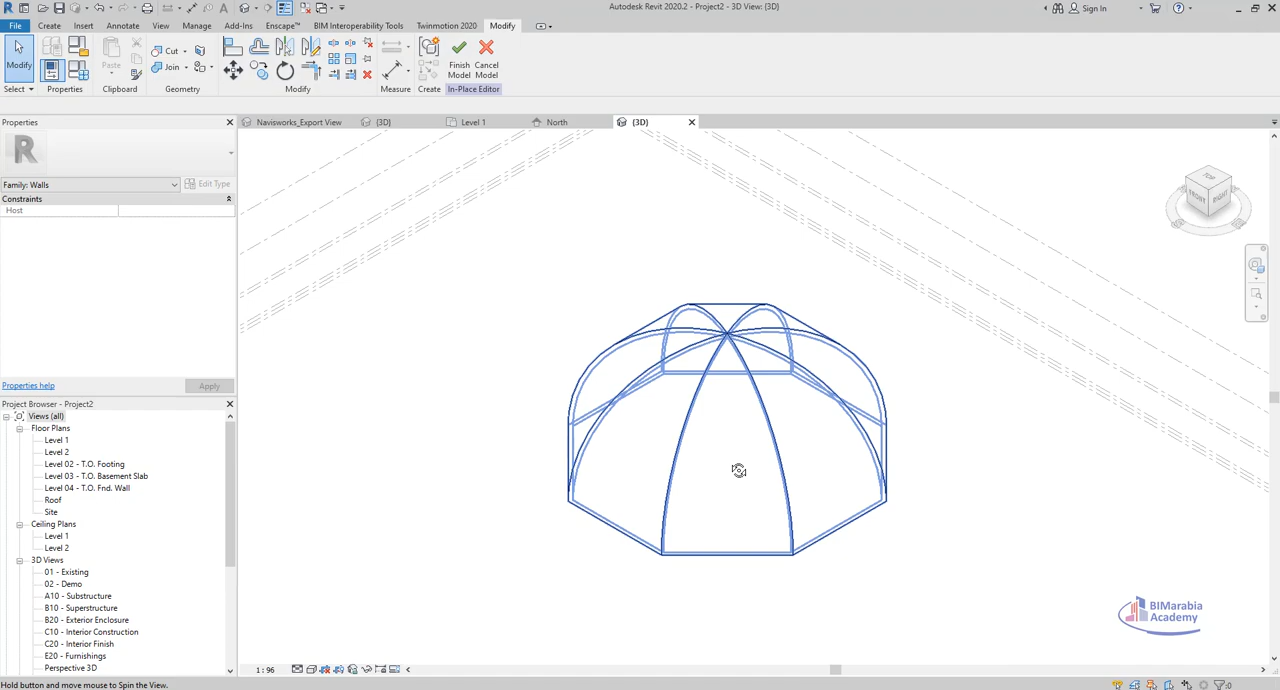 Autodesk Revit 2020.2 - Project2 - 3D View: {3D}
Sign In
File Create Insert Annotate View Manage Add-Ins Enscape™ BIM Interoperability Tools Twinmotion 2020 Modify
Modify Paste Cut Join Finish Model Cancel Model
Select Properties Clipboard Geometry Modify Measure Create In-Place Editor
Properties
Navisworks_Export View {3D} Level 1 North {3D}
R
Family: Walls Edit Type
Constraints
Host
TOP
FRONT RIGHT
Properties help Apply
Project Browser - Project2
Views (all)
Floor Plans
Level 1
Level 2
Level 02 - T.O. Footing
Level 03 - T.O. Basement Slab
Level 04 - T.O. Fnd. Wall
Roof
Site
Ceiling Plans
Level 1
Level 2
3D Views
01 - Existing
02 - Demo
A10 - Substructure
B10 - Superstructure
B20 - Exterior Enclosure
C10 - Interior Construction
C20 - Interior Finish
E20 - Furnishings
Perspective 3D
BIMarabia
Academy
1 : 96
Hold button and move mouse to Spin the View.
:0